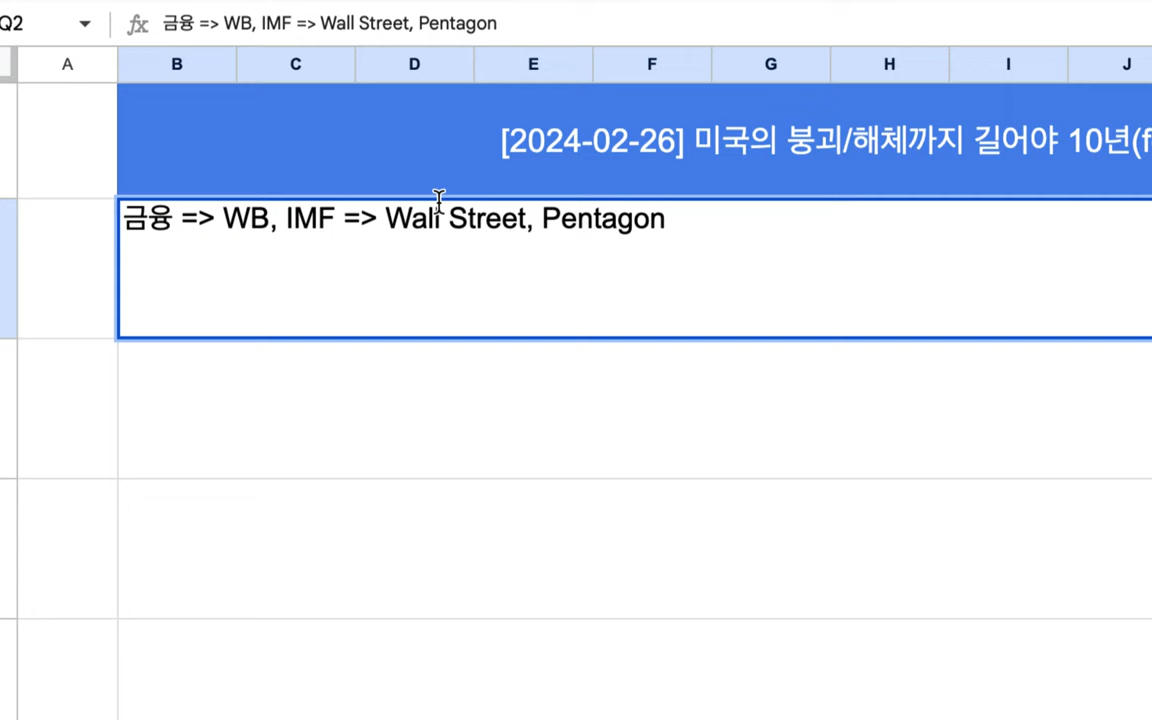 Q2 fx 금융 => WB, IMF => Wall Street, Pentagon
A B C D E F G H I J
[2024-02-26] 미국의 붕괴/해체까지 길어야 10년(f
금융 => WB, IMF => Wall Street, Pentagon